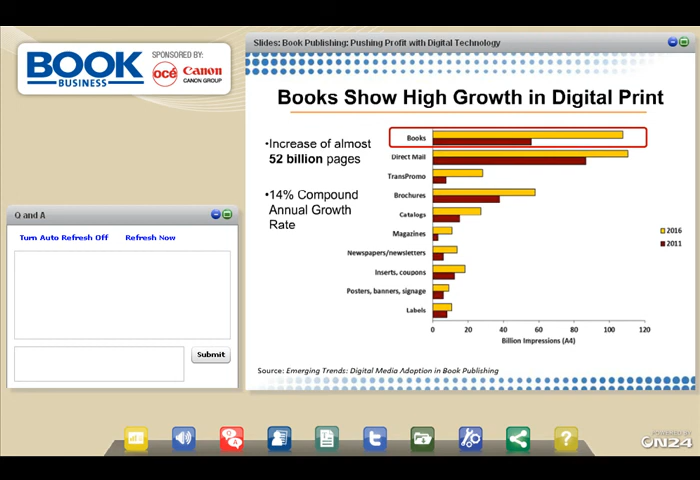 BOOK
BUSINESS
SPONSORED BY:
océ
Canon
CANON GROUP
Slides: Book Publishing: Pushing Profit with Digital Technology
Books Show High Growth in Digital Print
•Increase of almost
52 billion pages
•14% Compound
Annual Growth
Rate
Books
Direct Mail
TransPromo
Brochures
Catalogs
Magazines
Newspapers/newsletters
Inserts, coupons
Posters, banners, signage
Labels
0 20 40 60 80 100 120
Billion Impressions (A4)
2016
2011
Source: Emerging Trends: Digital Media Adoption in Book Publishing
Q and A
Turn Auto Refresh Off Refresh Now
Submit
Q
A
?
POWERED BY
ON24